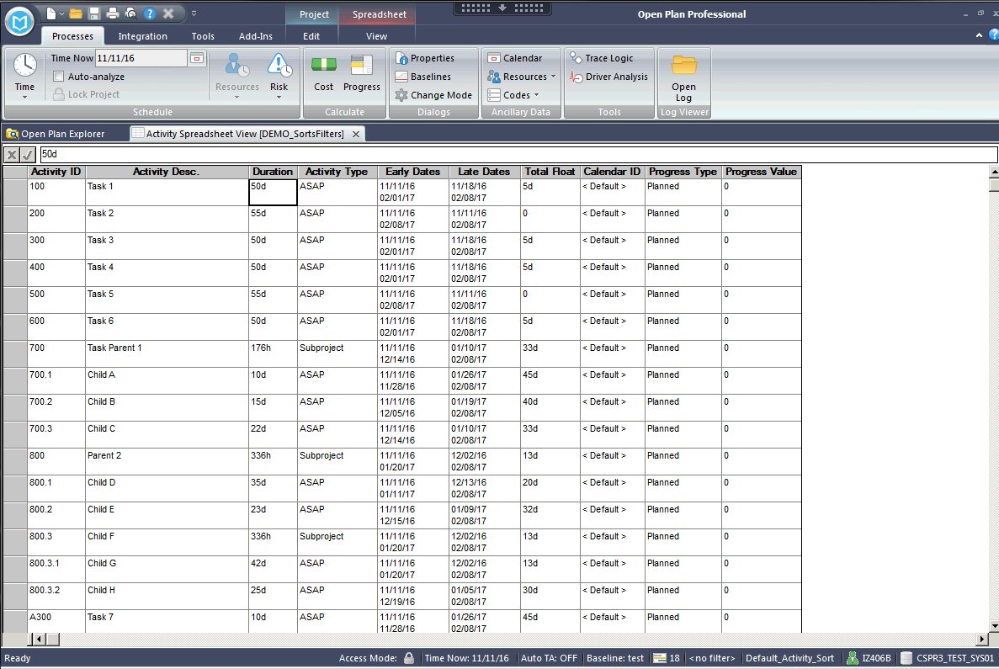 Project Spreadsheet Open Plan Professional
Processes Integration Tools Add-Ins Edit View
Time Now 11/11/16
Auto-analyze
Lock Project
Time Resources Risk
Schedule
Cost Progress
Calculate
Properties
Baselines
Change Mode
Dialogs
Calendar
Resources
Codes
Ancillary Data
Trace Logic
Driver Analysis
Tools
Open
Log
Log Viewer
Open Plan Explorer Activity Spreadsheet View [DEMO_SortsFilters]
50d
Activity ID Activity Desc. Duration Activity Type Early Dates Late Dates Total Float Calendar ID Progress Type Progress Value
100 Task 1 50d ASAP 11/11/16 11/18/16 5d < Default > Planned 0
02/01/17 02/08/17
200 Task 2 55d ASAP 11/11/16 11/11/16 0 < Default > Planned 0
02/08/17 02/08/17
300 Task 3 50d ASAP 11/11/16 11/18/16 5d < Default > Planned 0
02/01/17 02/08/17
400 Task 4 50d ASAP 11/11/16 11/18/16 5d < Default > Planned 0
02/01/17 02/08/17
500 Task 5 55d ASAP 11/11/16 11/11/16 0 < Default > Planned 0
02/08/17 02/08/17
600 Task 6 50d ASAP 11/11/16 11/18/16 5d < Default > Planned 0
02/01/17 02/08/17
700 Task Parent 1 176h Subproject 11/11/16 01/10/17 33d < Default > Planned 0
12/14/16 02/08/17
700.1 Child A 10d ASAP 11/11/16 01/26/17 45d < Default > Planned 0
11/28/16 02/08/17
700.2 Child B 15d ASAP 11/11/16 01/19/17 40d < Default > Planned 0
12/05/16 02/08/17
700.3 Child C 22d ASAP 11/11/16 01/10/17 33d < Default > Planned 0
12/14/16 02/08/17
800 Parent 2 336h Subproject 11/11/16 12/02/16 13d < Default > Planned 0
01/20/17 02/08/17
800.1 Child D 35d ASAP 11/11/16 12/13/16 20d < Default > Planned 0
01/11/17 02/08/17
800.2 Child E 23d ASAP 11/11/16 01/09/17 32d < Default > Planned 0
12/15/16 02/08/17
800.3 Child F 336h Subproject 11/11/16 12/02/16 13d < Default > Planned 0
01/20/17 02/08/17
800.3.1 Child G 42d ASAP 11/11/16 12/02/16 13d < Default > Planned 0
01/20/17 02/08/17
800.3.2 Child H 25d ASAP 11/11/16 01/05/17 30d < Default > Planned 0
12/19/16 02/08/17
A300 Task 7 10d ASAP 11/11/16 01/26/17 45d < Default > Planned 0
11/28/16 02/08/17
Ready Access Mode: Time Now: 11/11/16 Auto TA: OFF Baseline: test 18 <no filter> Default_Activity_Sort IZ406B CSPR3_TEST_SYS01